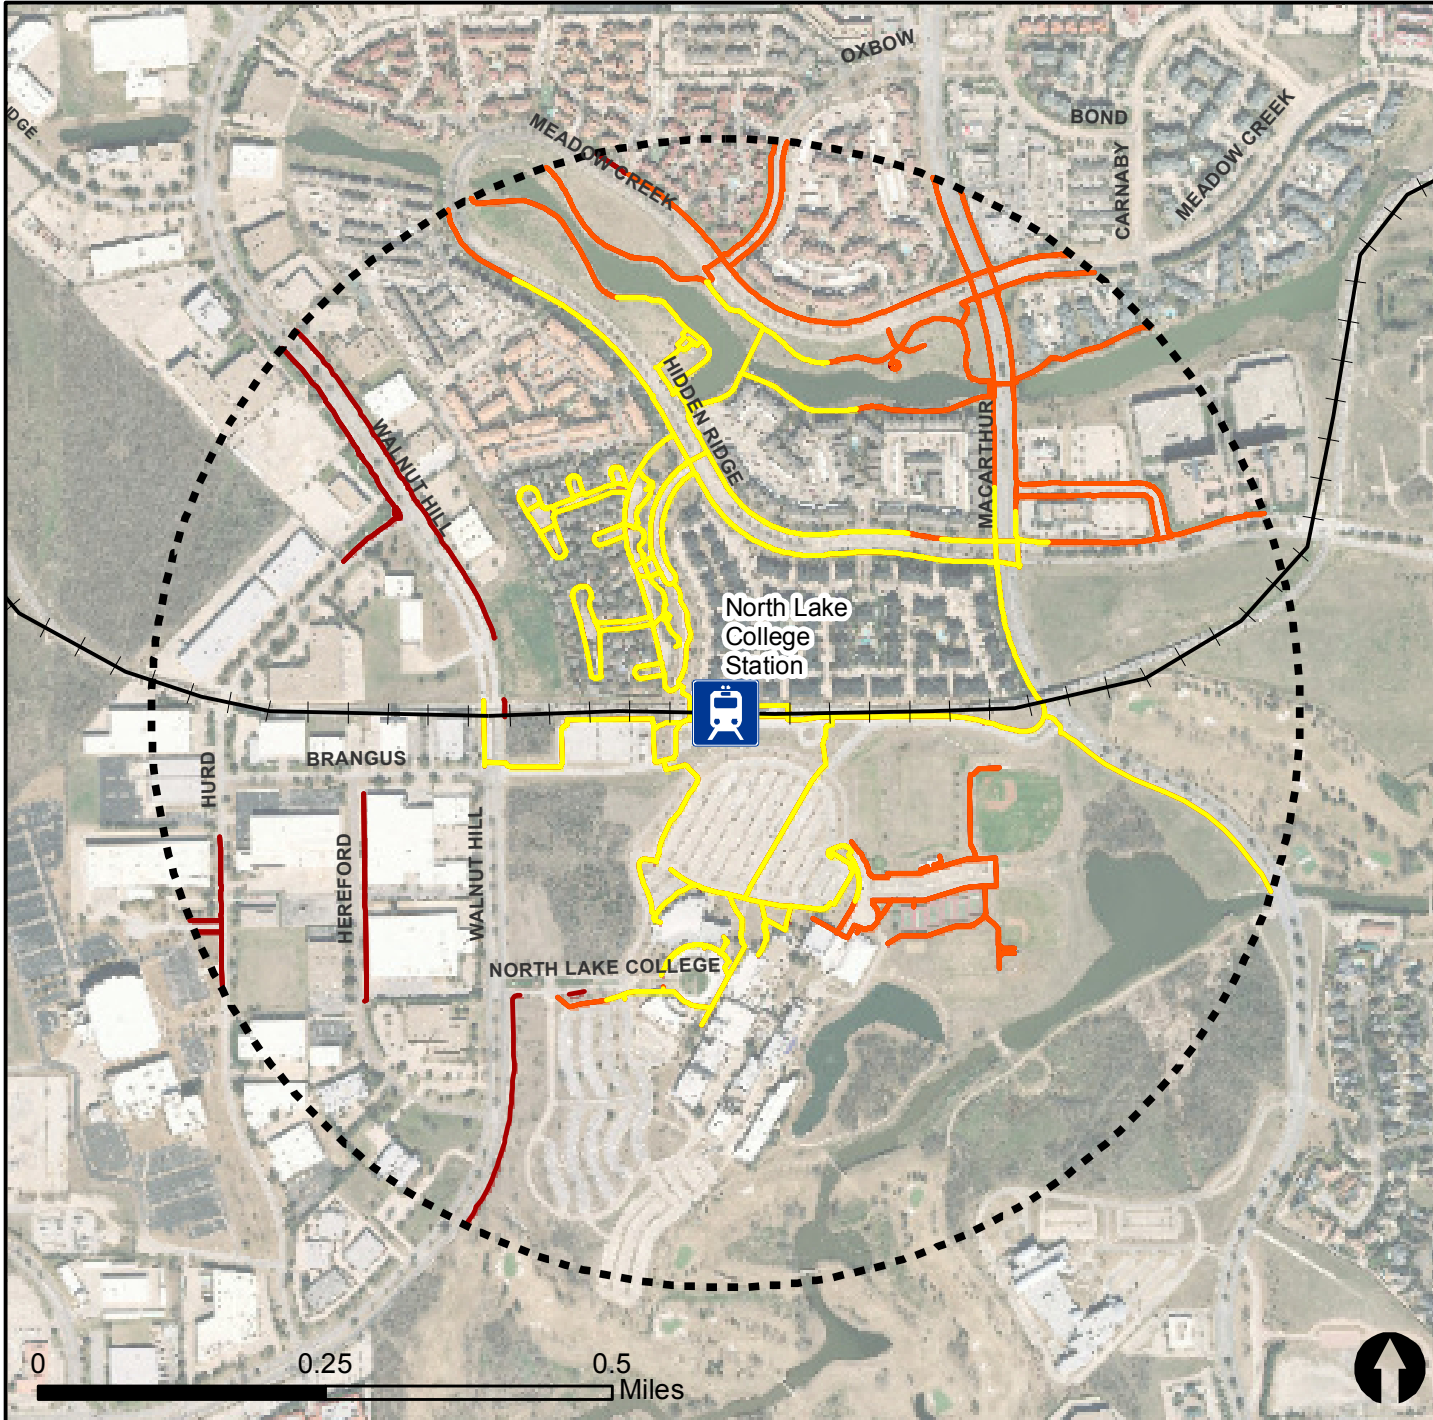 OXBOW
BOND
MEADOW CREEK
MEADOW CREEK
CARNABY
HIDDEN RIDGE
WALNUT HILL
MACARTHUR
North Lake
College
Station
BRANGUS
HURD
HEREFORD
WALNUT HILL
NORTH LAKE COLLEGE
0 0.25 0.5
Miles